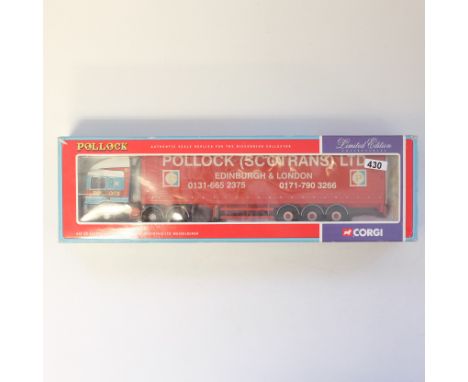 POLLOCK
AUTHENTIC SCALE REPLICA FOR THE DISCERNING COLLECTOR
Limited Edition
430
POLLOCK (SCOTRANS) LTD
EDINBURGH & LONDON
0131-665 2375 0171-790 3266
CORGI